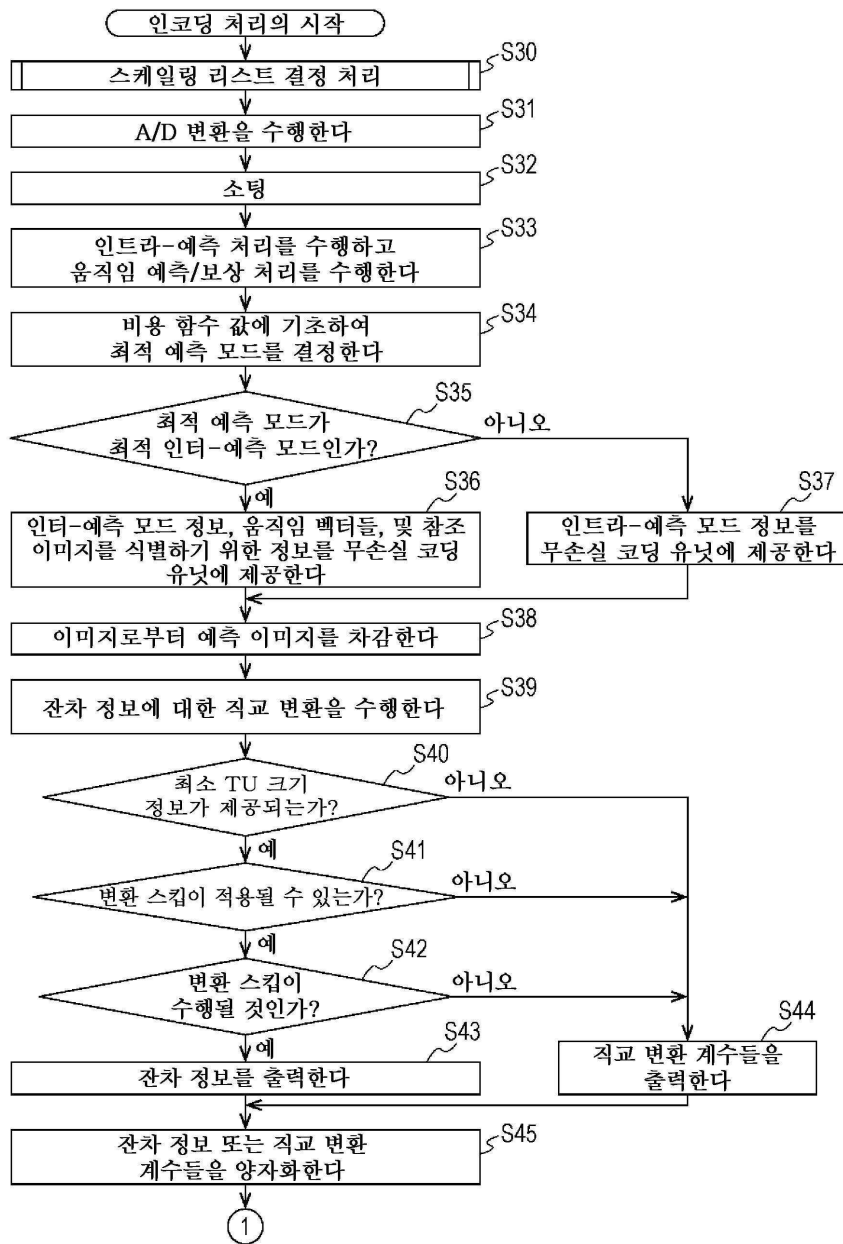 인코딩 처리의 시작
S30
스케일링 리스트 결정 처리
S31
A/D 변환을 수행한다
S32
소팅
S33
인트라-예측 처리를 수행하고
움직임 예측/보상 처리를 수행한다
S34
비용 함수 값에 기초하여
최적 예측 모드를 결정한다
S35
최적 예측 모드가
최적 인터-예측 모드인가?
아니오
예
S36
인터-예측 모드 정보, 움직임 벡터들, 및 참조
이미지를 식별하기 위한 정보를 무손실 코딩
유닛에 제공한다
S37
인트라-예측 모드 정보를
무손실 코딩 유닛에 제공한다
S38
이미지로부터 예측 이미지를 차감한다
S39
잔차 정보에 대한 직교 변환을 수행한다
S40
최소 TU 크기
정보가 제공되는가?
아니오
예
S41
변환 스킵이 적용될 수 있는가?
아니오
예
S42
변환 스킵이
수행될 것인가?
아니오
예
S43
잔차 정보를 출력한다
S44
직교 변환 계수들을
출력한다
S45
잔차 정보 또는 직교 변환
계수들을 양자화한다
1